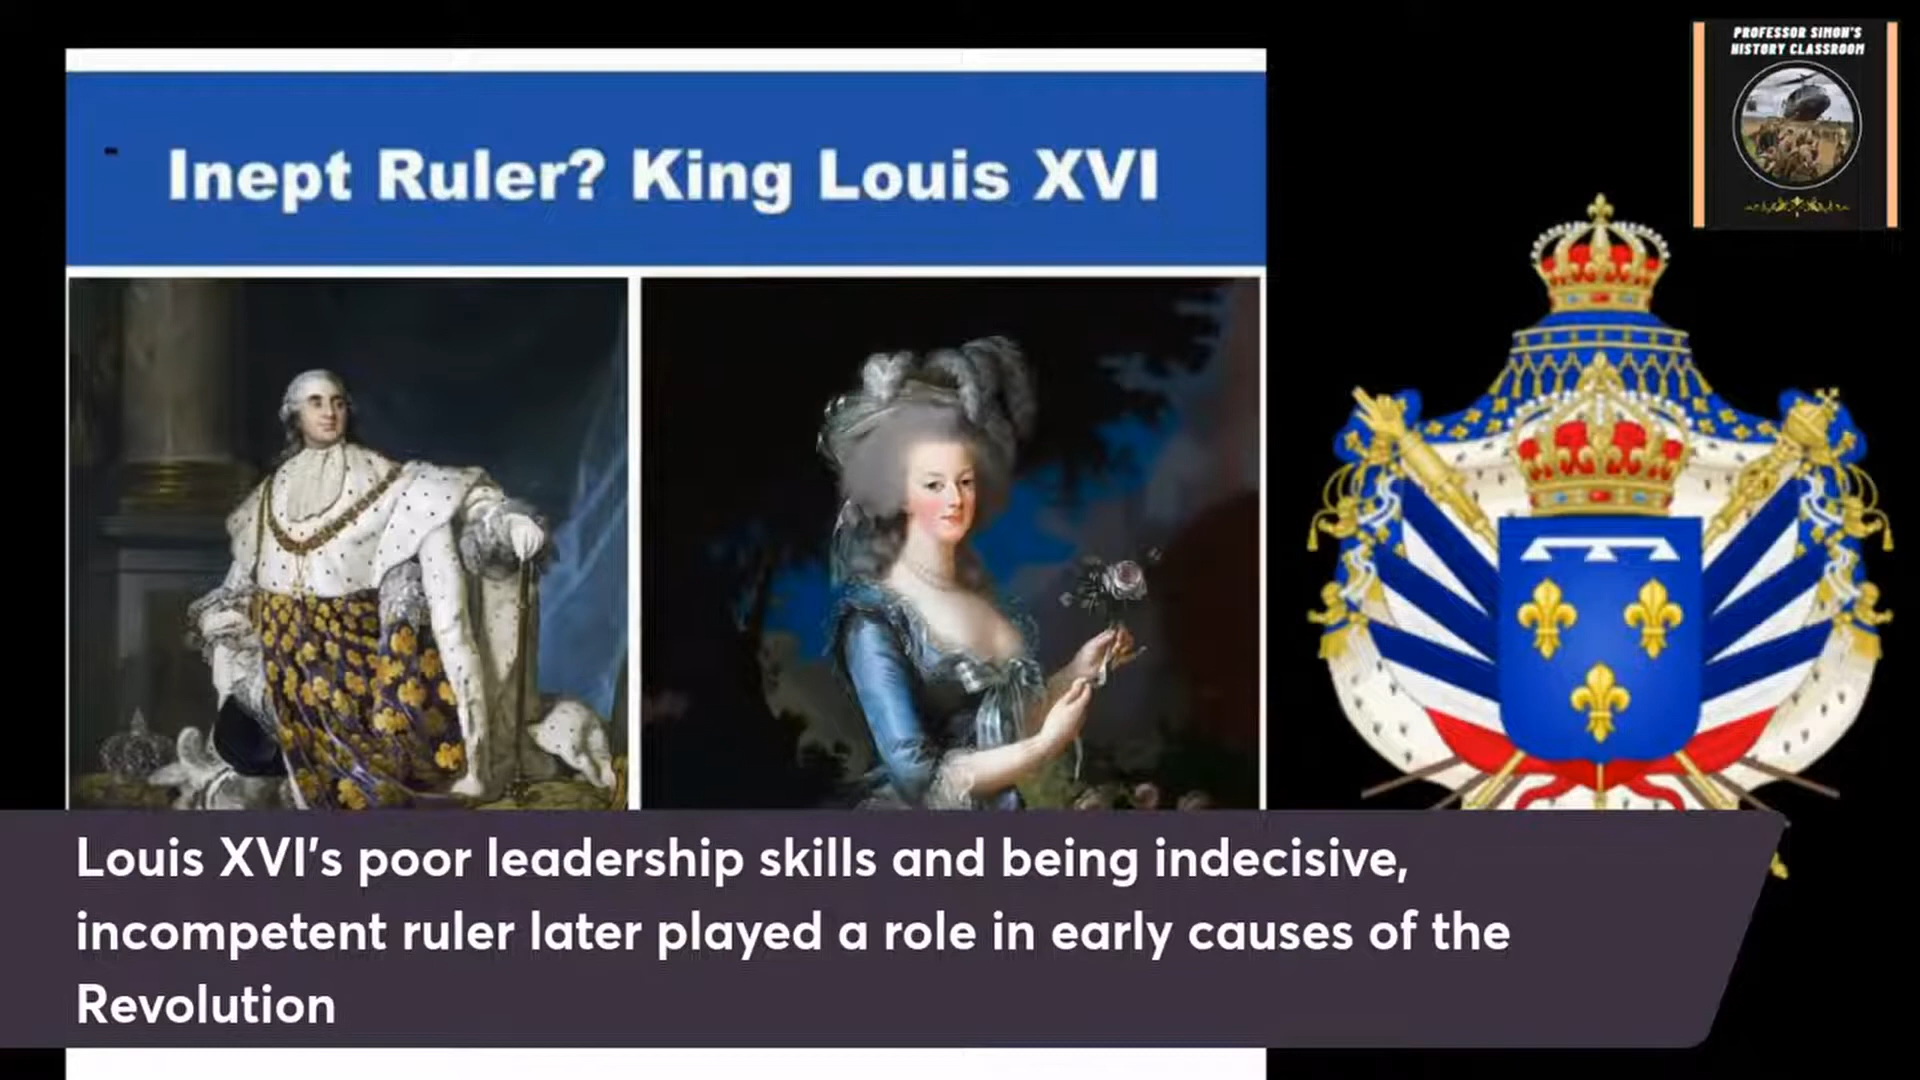 PROFESSOR SIMON'S
HISTORY CLASSROOM
Inept Ruler? King Louis XVI
Louis XVI's poor leadership skills and being indecisive,
incompetent ruler later played a role in early causes of the
Revolution